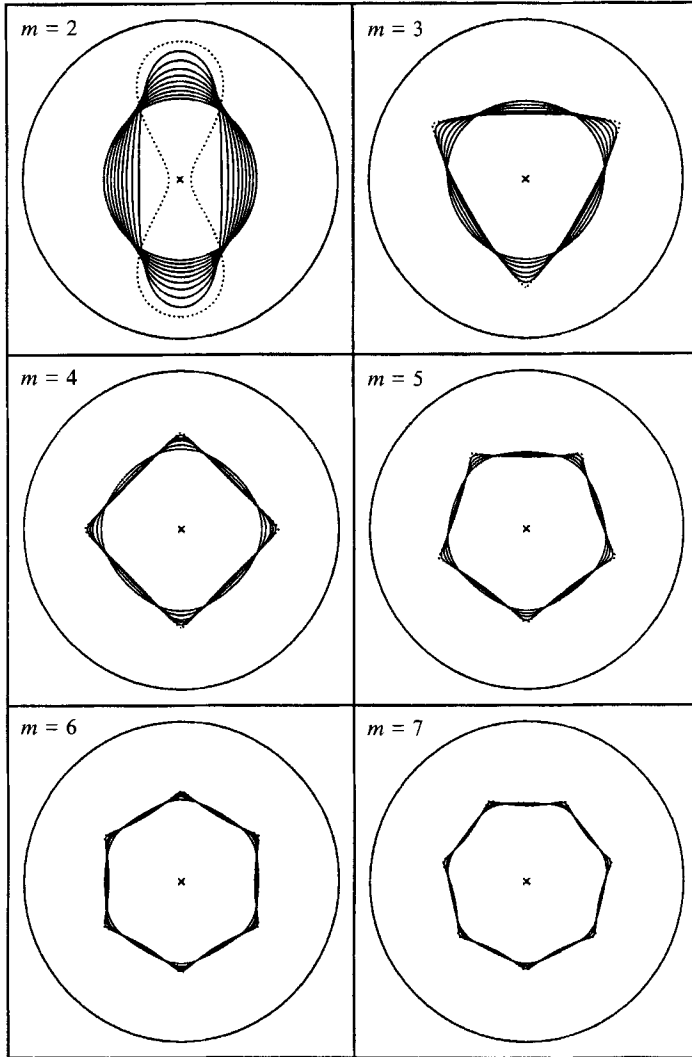 m = 2
m = 3
m = 4
m = 5
m = 6
m = 7